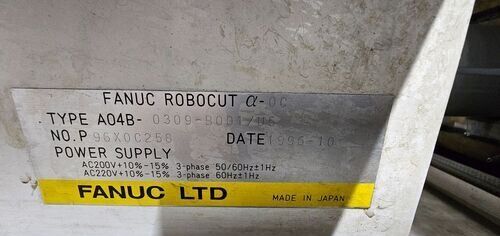 FANUC ROBOCUT α-0C
TYPE A04B- 0309-B001
NO.P 96X0C258 DATE 1996-10
POWER SUPPLY
AC200V+10%-15% 3-phase 50/60Hz±1Hz
AC220V+10%-15% 3-phase 60Hz±1Hz
FANUC LTD MADE IN JAPAN